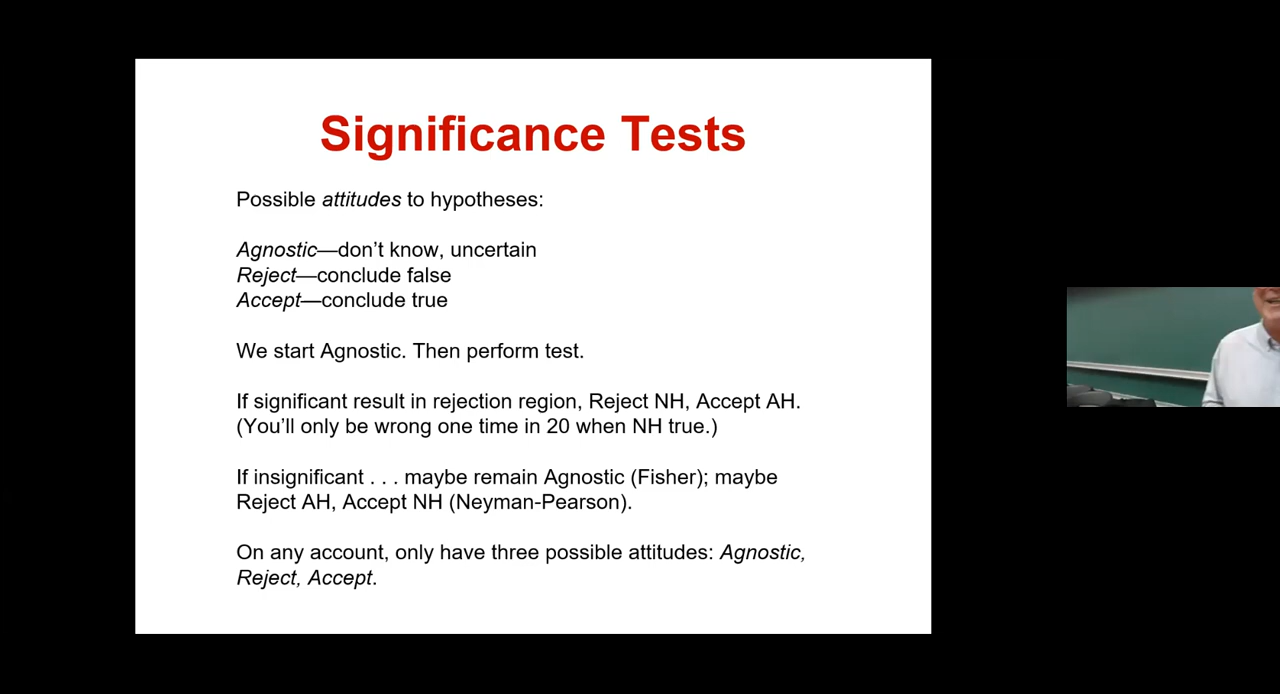 Significance Tests
Possible attitudes to hypotheses:
Agnostic—don’t know, uncertain
Reject—conclude false
Accept—conclude true
We start Agnostic. Then perform test.
If significant result in rejection region, Reject NH, Accept AH.
(You’ll only be wrong one time in 20 when NH true.)
If insignificant . . . maybe remain Agnostic (Fisher); maybe
Reject AH, Accept NH (Neyman-Pearson).
On any account, only have three possible attitudes: Agnostic,
Reject, Accept.